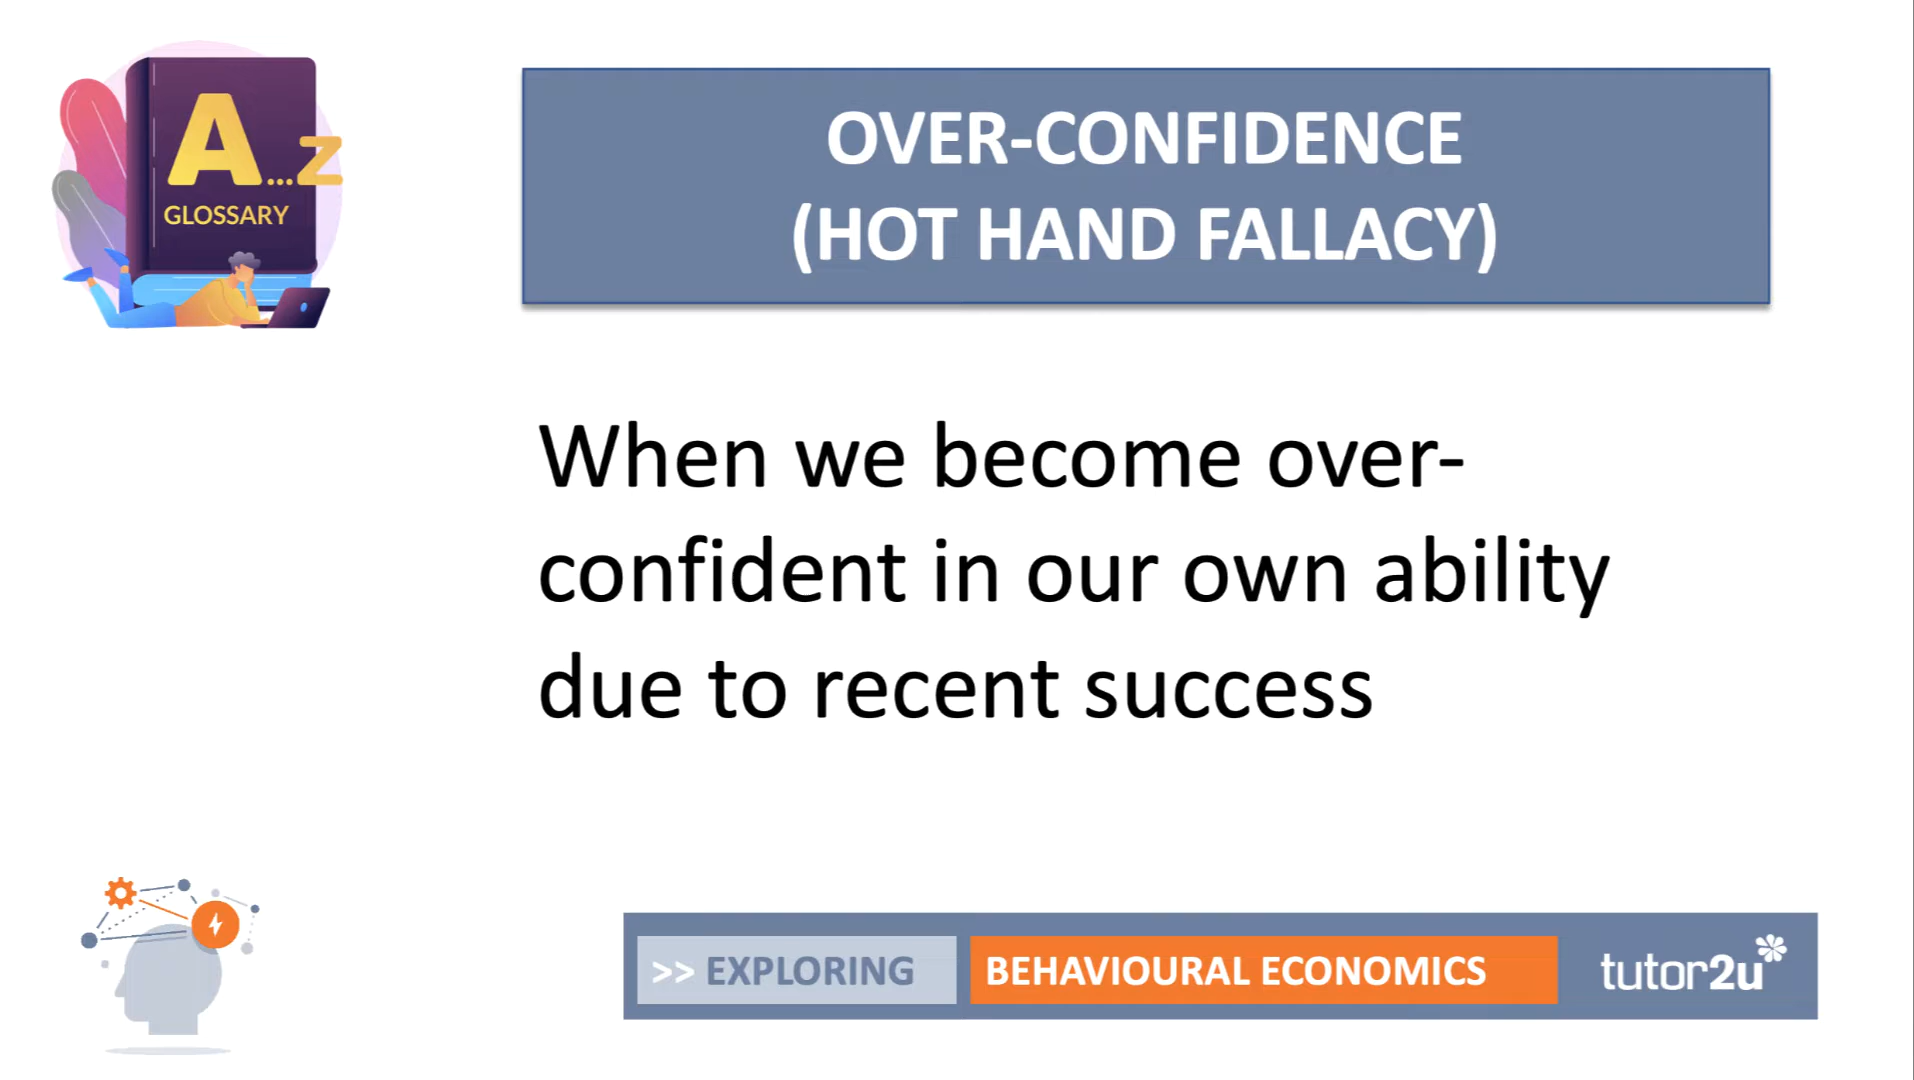 A...Z
GLOSSARY
OVER-CONFIDENCE
(HOT HAND FALLACY)
When we become over-
confident in our own ability
due to recent success
>> EXPLORING
BEHAVIOURAL ECONOMICS
tutor2u